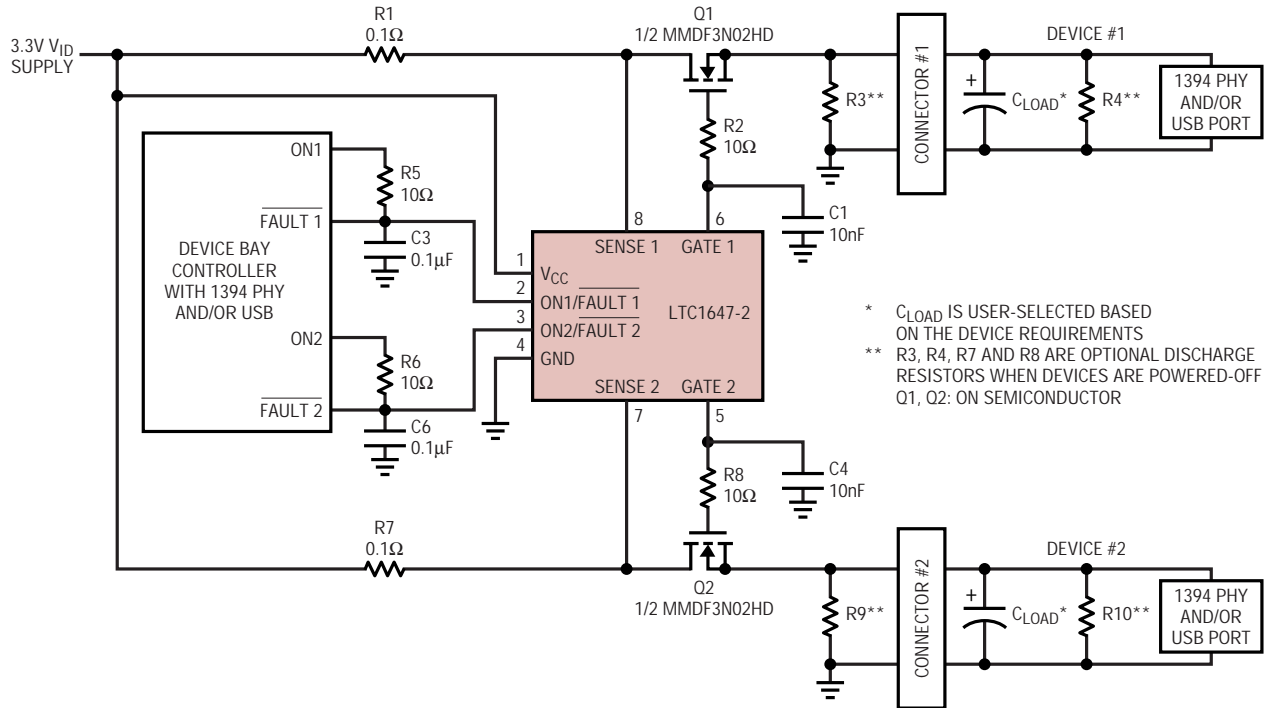 3.3V VID
SUPPLY
R1
0.1Ω
Q1
1/2 MMDF3N02HD
R2
10Ω
R3**
CONNECTOR #1
DEVICE #1
+
CLOAD*
R4**
1394 PHY
AND/OR
USB PORT
C1
10nF
DEVICE BAY
CONTROLLER
WITH 1394 PHY
AND/OR USB
ON1
FAULT 1
ON2
FAULT 2
R5
10Ω
C3
0.1µF
R6
10Ω
C6
0.1µF
8
6
SENSE 1
GATE 1
1
VCC
2
ON1/FAULT 1
3
ON2/FAULT 2
4
GND
LTC1647-2
SENSE 2
GATE 2
7
5
* CLOAD IS USER-SELECTED BASED
ON THE DEVICE REQUIREMENTS
** R3, R4, R7 AND R8 ARE OPTIONAL DISCHARGE
RESISTORS WHEN DEVICES ARE POWERED-OFF
Q1, Q2: ON SEMICONDUCTOR
R8
10Ω
C4
10nF
R7
0.1Ω
Q2
1/2 MMDF3N02HD
R9**
CONNECTOR #2
DEVICE #2
+
CLOAD*
R10**
1394 PHY
AND/OR
USB PORT